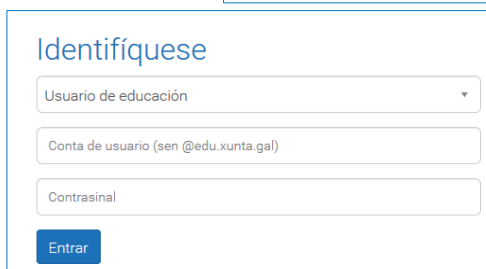 Identifíquese
Usuario de educación
Conta de usuario (sen @edu.xunta.gal)
Contrasinal
Entrar